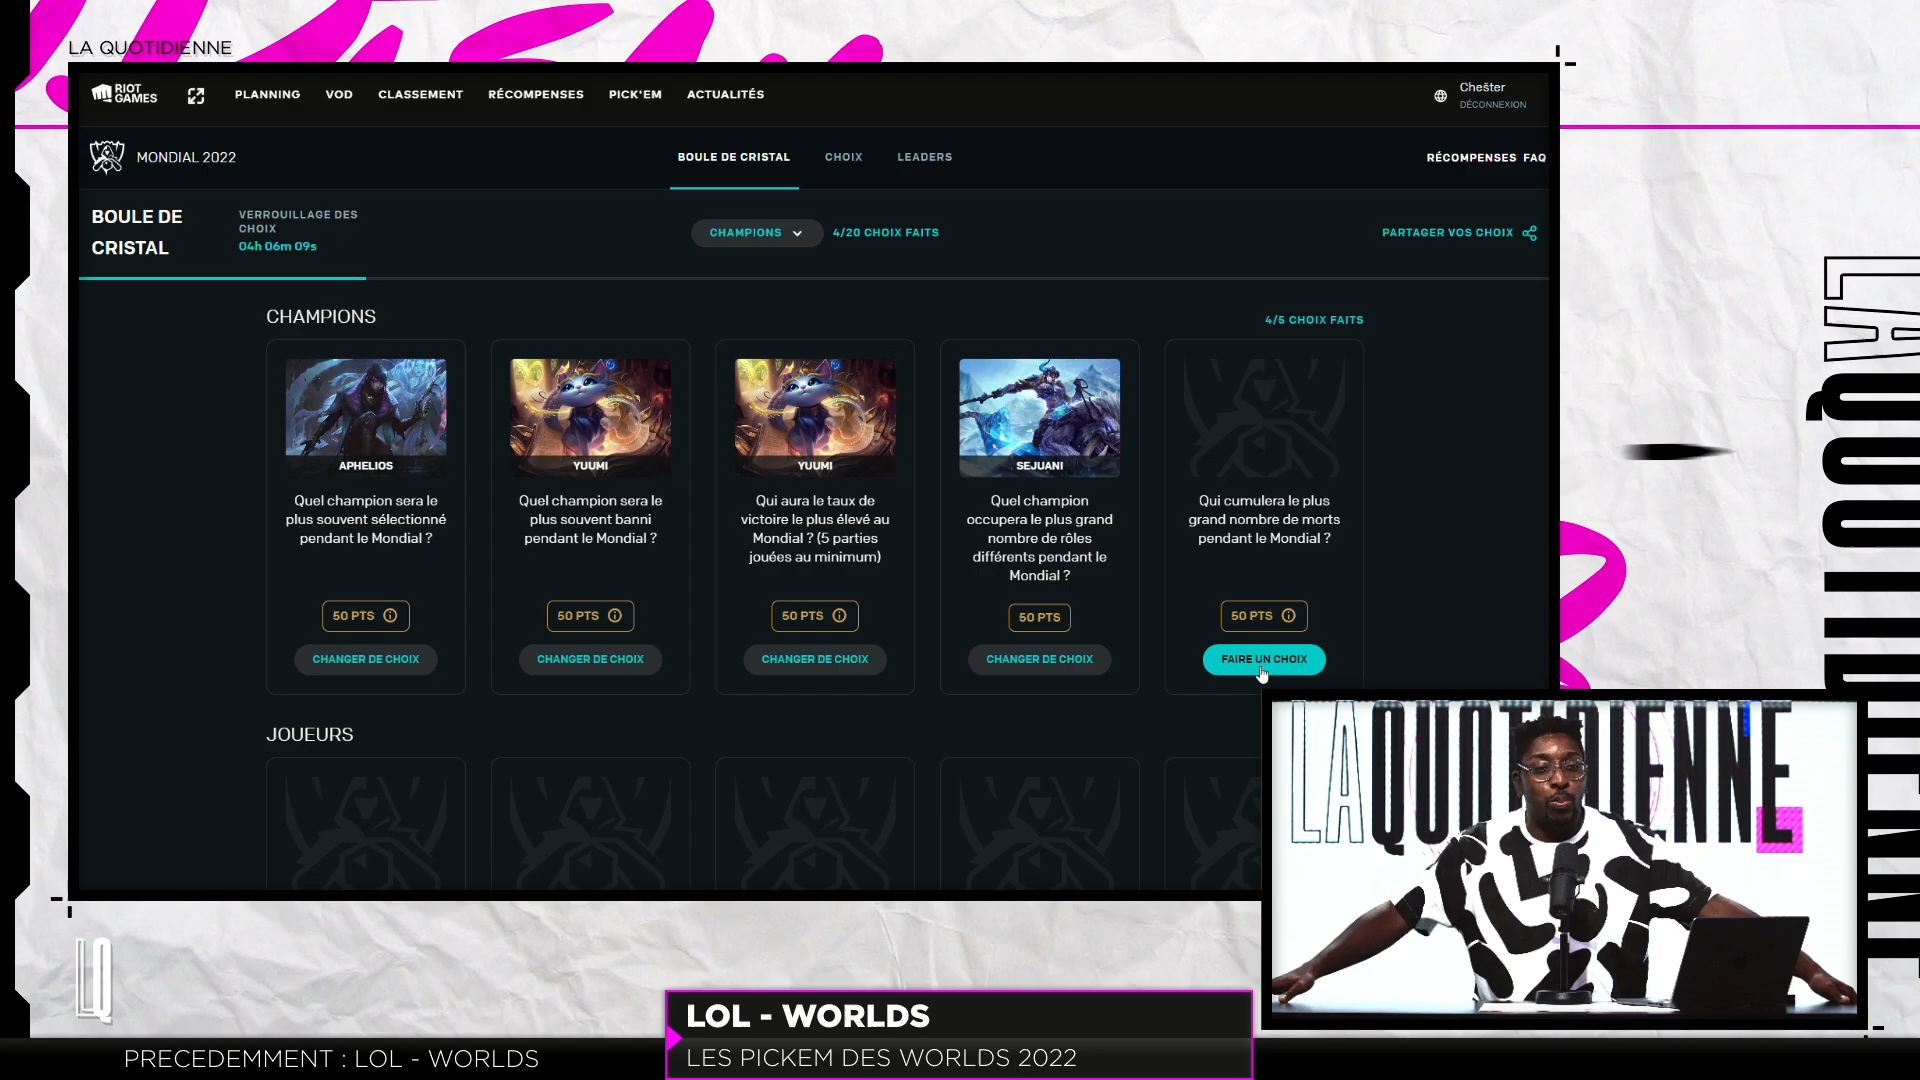 LA QUOTIDIENNE
RIOT GAMES
PLANNING
VOD
CLASSEMENT
RÉCOMPENSES
PICK'EM
ACTUALITÉS
Chešter
DÉCONNEXION
MONDIAL 2022
BOULE DE CRISTAL
CHOIX
LEADERS
RÉCOMPENSES FAQ
BOULE DE
CRISTAL
VERROUILLAGE DES
CHOIX
04h 06m 09s
CHAMPIONS
4/20 CHOIX FAITS
PARTAGER VOS CHOIX
CHAMPIONS
4/5 CHOIX FAITS
APHELIOS
Quel champion sera le
plus souvent sélectionné
pendant le Mondial ?
50 PTS
CHANGER DE CHOIX
YUUMI
Quel champion sera le
plus souvent banni
pendant le Mondial ?
50 PTS
CHANGER DE CHOIX
YUUMI
Qui aura le taux de
victoire le plus élevé au
Mondial ? (5 parties
jouées au minimum)
50 PTS
CHANGER DE CHOIX
SEJUANI
Quel champion
occupera le plus grand
nombre de rôles
différents pendant le
Mondial ?
50 PTS
CHANGER DE CHOIX
Qui cumulera le plus
grand nombre de morts
pendant le Mondial ?
50 PTS
FAIRE UN CHOIX
JOUEURS
LAQUOTIDIENNE
LAQUOTIDIENNE
LQ
LOL - WORLDS
LES PICKEM DES WORLDS 2022
PRECEDEMMENT : LOL - WORLDS